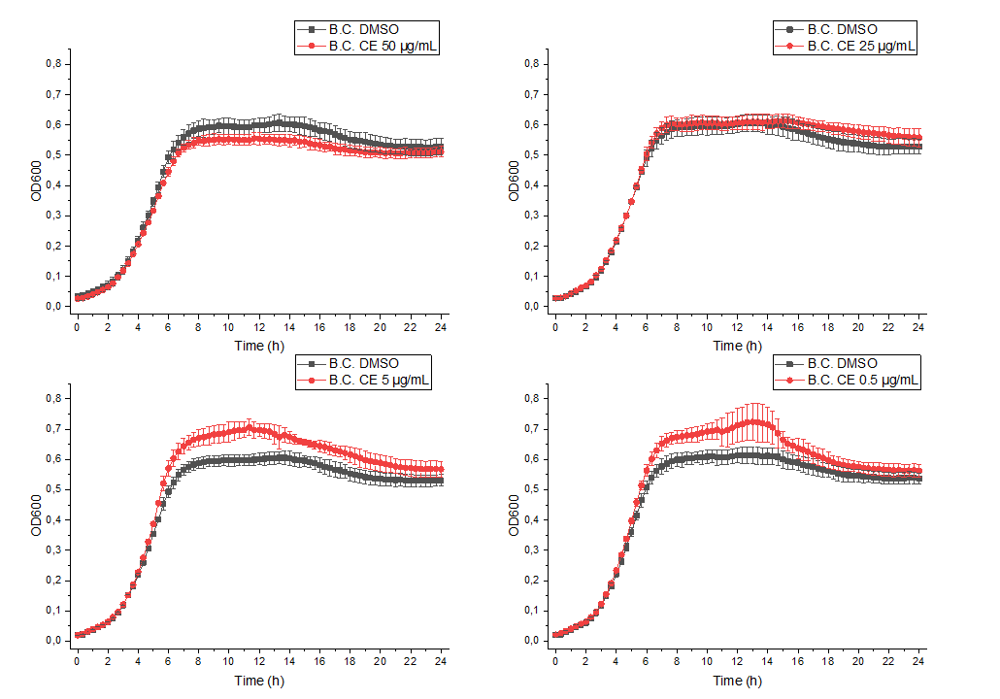 B.C. DMSO
B.C. CE 50 µg/mL
0,8
0,7
0,6
0,5
0,4
0,3
0,2
0,1
0,0
OD600
0 2 4 6 8 10 12 14 16 18 20 22 24
Time (h)
B.C. DMSO
B.C. CE 25 µg/mL
0,8
0,7
0,6
0,5
0,4
0,3
0,2
0,1
0,0
OD600
0 2 4 6 8 10 12 14 16 18 20 22 24
Time (h)
B.C. DMSO
B.C. CE 5 µg/mL
0,8
0,7
0,6
0,5
0,4
0,3
0,2
0,1
0,0
OD600
0 2 4 6 8 10 12 14 16 18 20 22 24
Time (h)
B.C. DMSO
B.C. CE 0.5 µg/mL
0,8
0,7
0,6
0,5
0,4
0,3
0,2
0,1
0,0
OD600
0 2 4 6 8 10 12 14 16 18 20 22 24
Time (h)